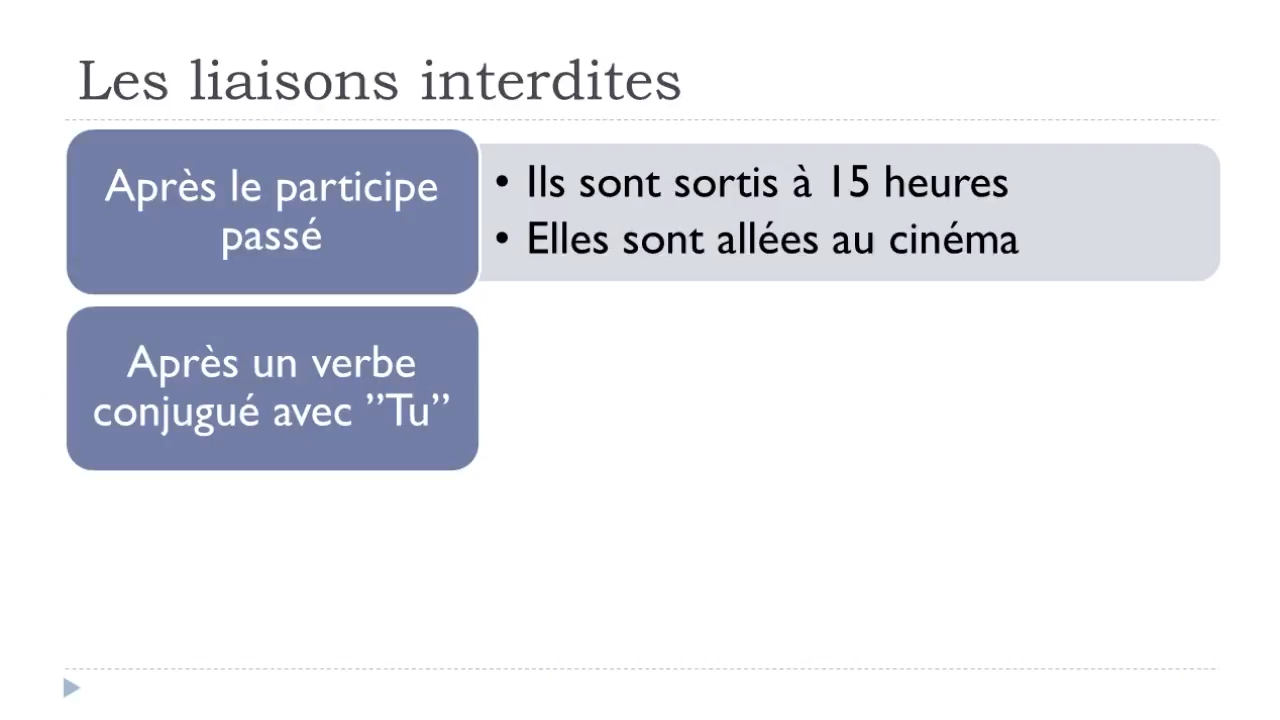 Les liaisons interdites
Après le participe
passé
• Ils sont sortis à 15 heures
• Elles sont allées au cinéma
Après un verbe
conjugué avec ”Tu”